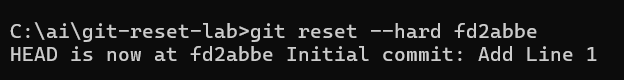 C:\ai\git-reset-lab>git reset --hard fd2abbe
HEAD is now at fd2abbe Initial commit: Add Line 1